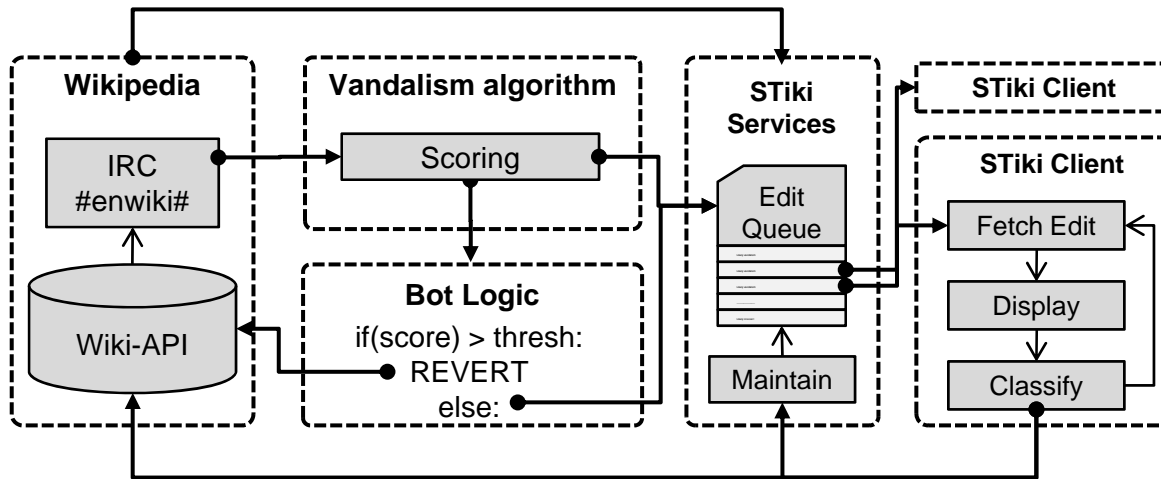 Wikipedia
IRC
#enwiki#
Wiki-API
Vandalism algorithm
Scoring
Bot Logic
if(score) > thresh:
REVERT
else:
STiki
Services
Edit
Queue
Maintain
STiki Client
STiki Client
Fetch Edit
Display
Classify